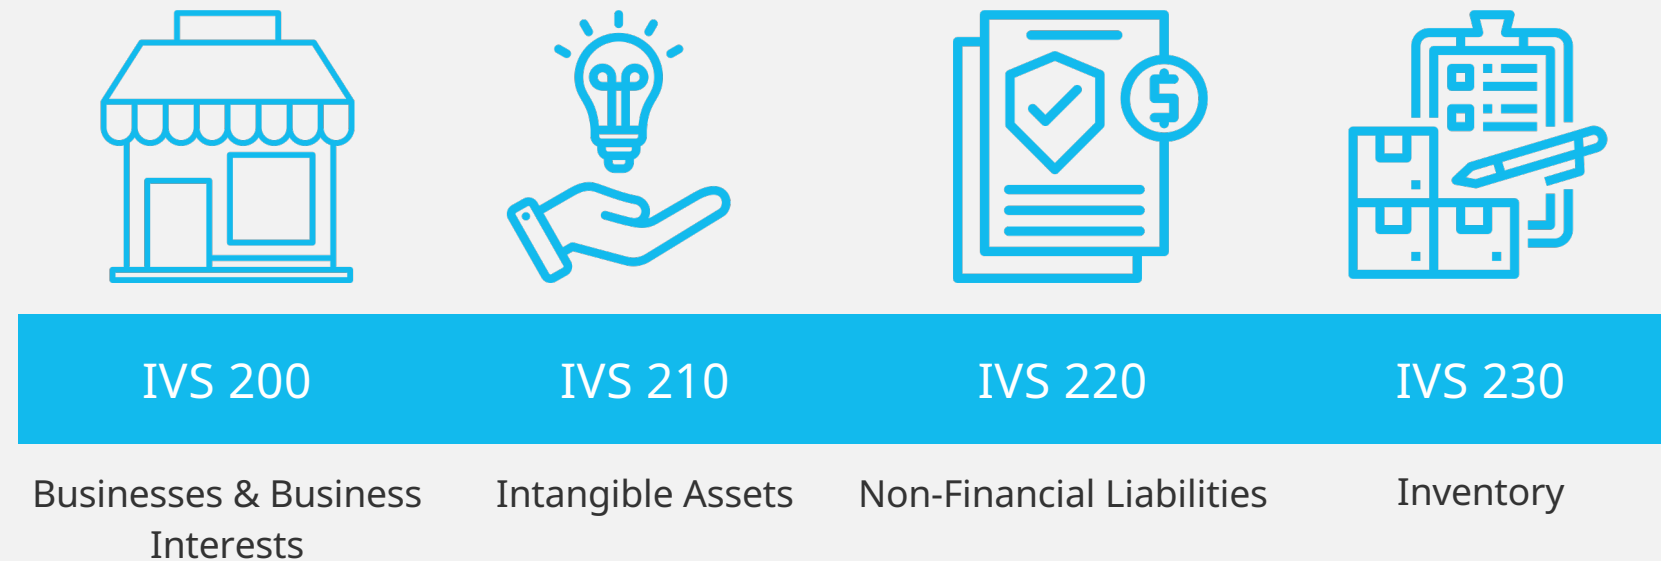 IVS 200
IVS 210
IVS 220
IVS 230
Businesses & Business
Interests
Intangible Assets
Non-Financial Liabilities
Inventory